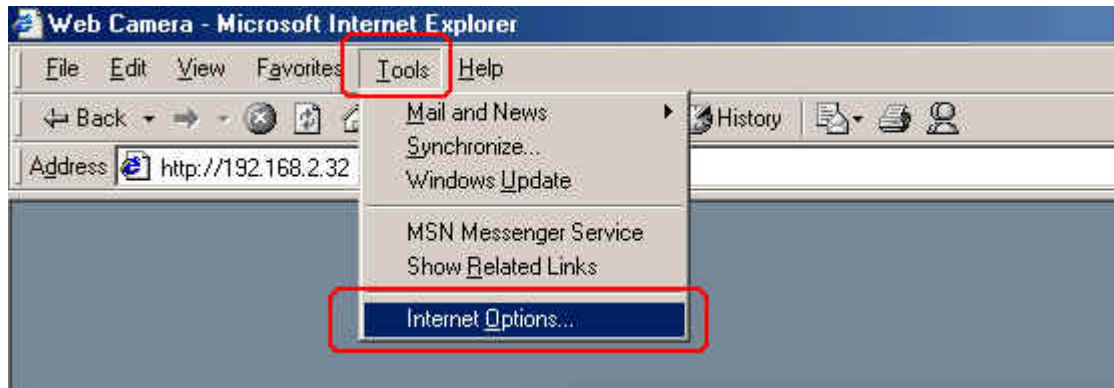 Web Camera - Microsoft Internet Explorer
File Edit View Favorites Tools Help
Back History
Address http://192.168.2.32
Mail and News
Synchronize...
Windows Update
MSN Messenger Service
Show Related Links
Internet Options...